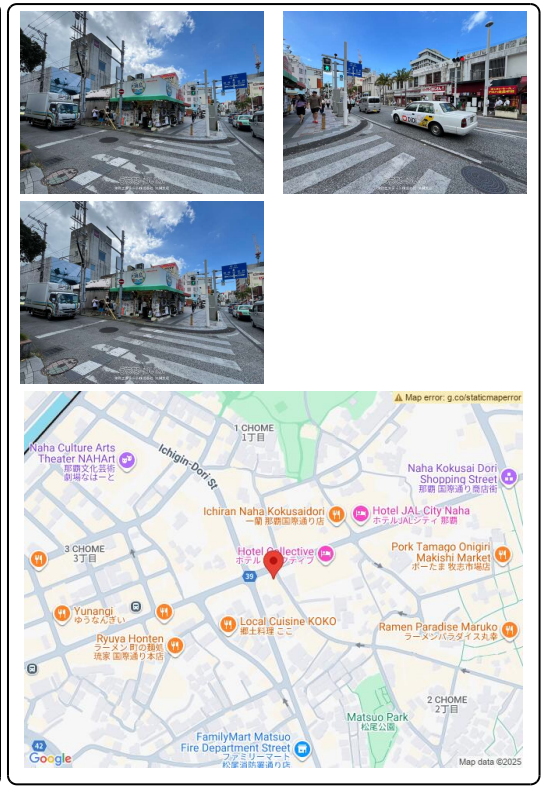 Map error: g.co/staticmaperror
1 CHOME
1丁目
Naha Culture Arts
Theater NAHArt
那覇文化芸術
劇場なはーと
Ichigin-Dori St
Naha Kokusai Dori
Shopping Street
那覇 国際通り商店街
Ichiran Naha Kokusaidori
一蘭 那覇国際通り店
Hotel JAL City Naha
ホテルJALシティ 那覇
3 CHOME
3丁目
Hotel Collective
Pork Tamago Onigiri
Makishi Market
ポーたま 牧志市場店
39
Yunangi
ゆうなんぎい
Local Cuisine KOKO
郷土料理 ここ
Ramen Paradise Maruko
ラーメンパラダイス丸幸
Ryuya Honten
ラーメン 町の麺処
琉家 国際通り本店
2 CHOME
2丁目
Matsuo Park
松尾公園
FamilyMart Matsuo
Fire Department Street
ファミリーマート
松尾消防署通り店
42
Google
Map data ©2025